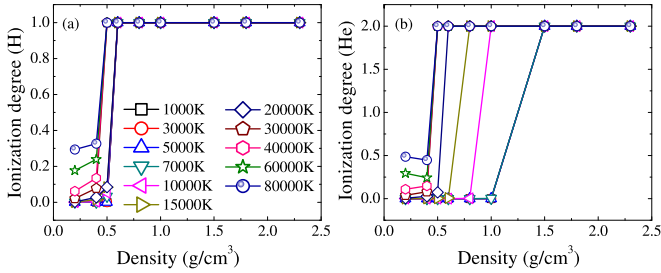 (a)
Ionization degree (H)
1.0
0.8
0.6
0.4
0.2
0.0
1000K
3000K
5000K
7000K
10000K
15000K
20000K
30000K
40000K
60000K
80000K
0.0 0.5 1.0 1.5 2.0 2.5
Density (g/cm³)
(b)
Ionization degree (He)
2.0
1.5
1.0
0.5
0.0
0.0 0.5 1.0 1.5 2.0 2.5
Density (g/cm³)